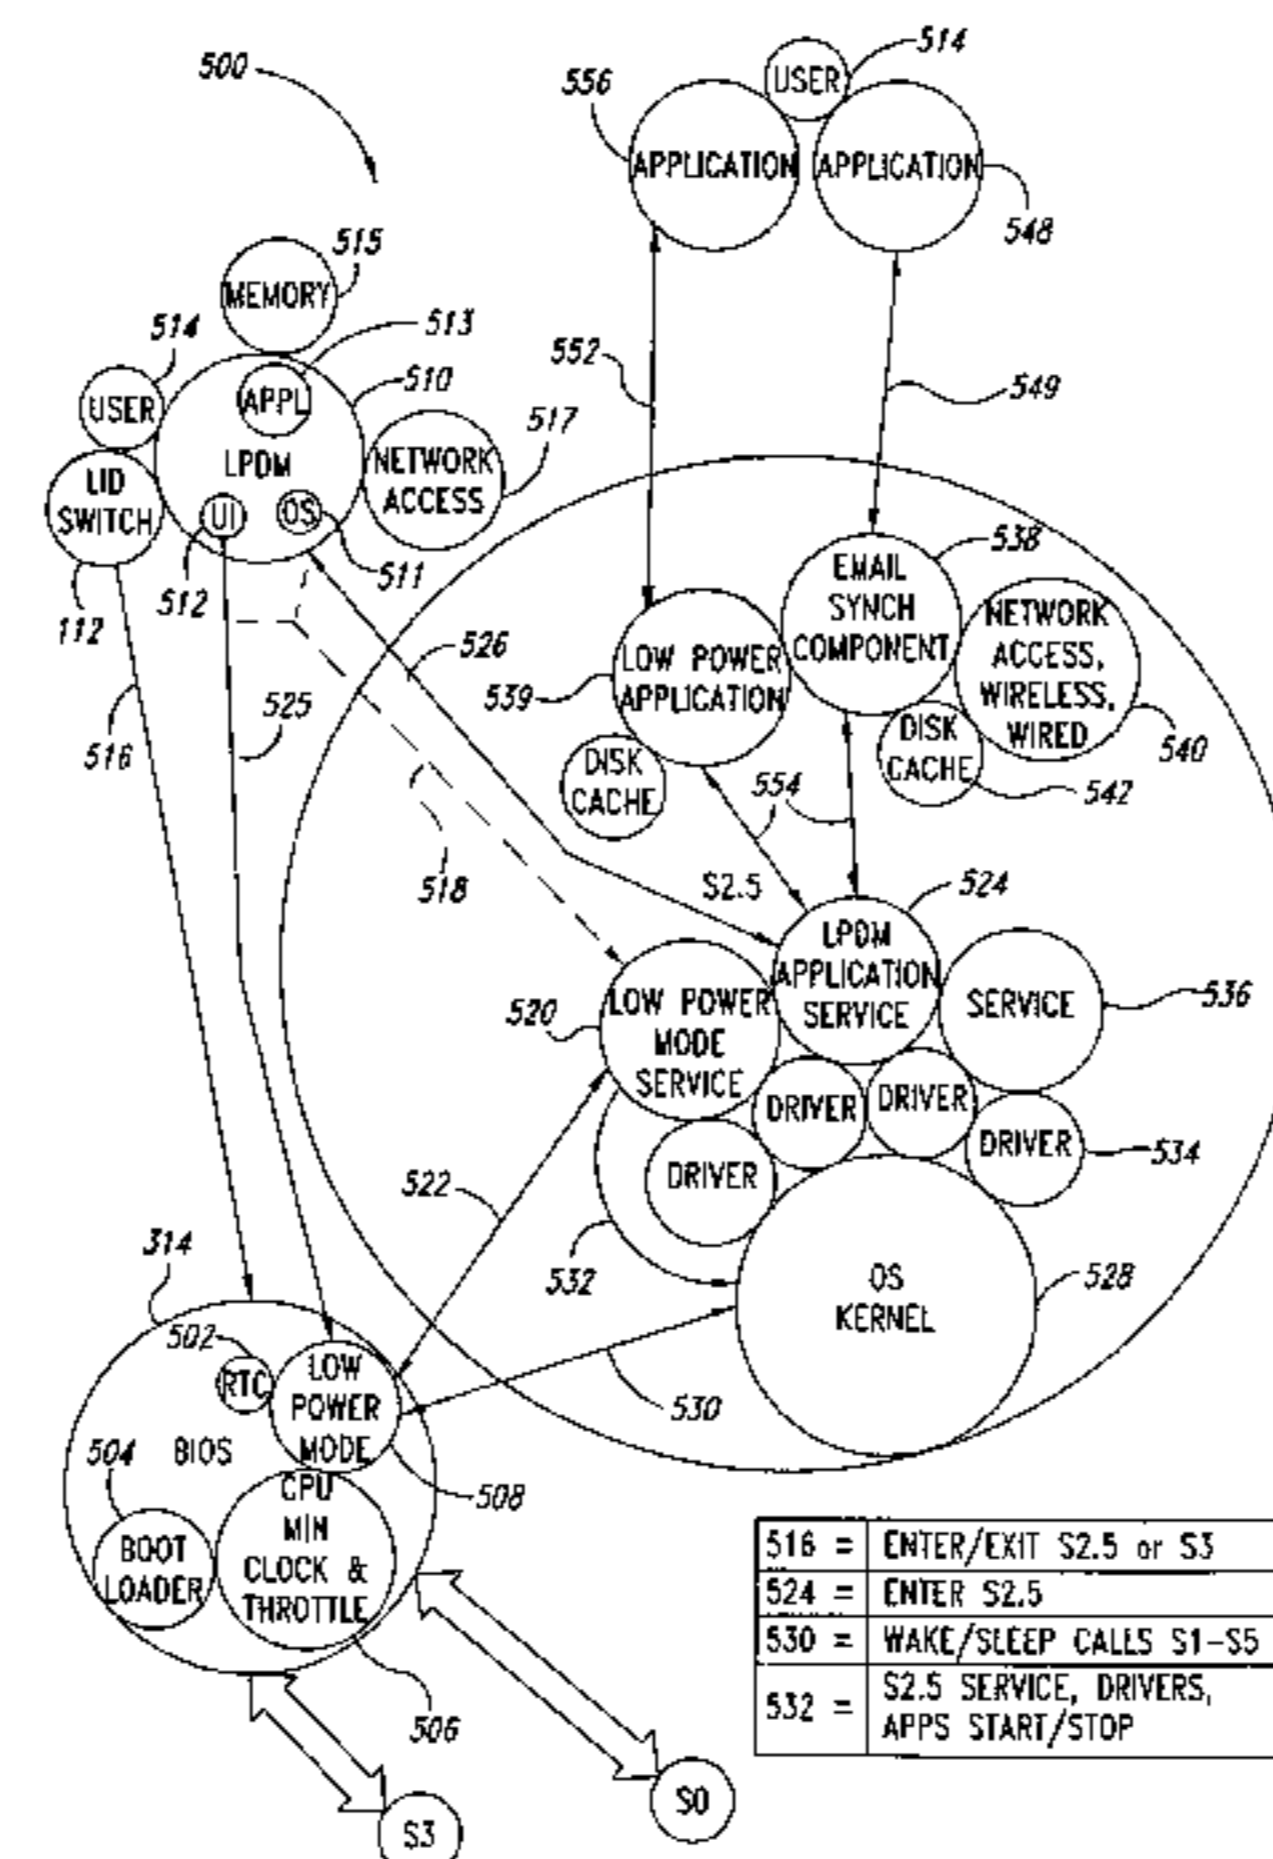 500
556
USER
514
APPLICATION
APPLICATION
548
MEMORY
515
514
513
552
549
USER
APPL
510
LPDM
517
NETWORK
ACCESS
LID
SWITCH
UI
OS
512
511
112
538
EMAIL
SYNCH
COMPONENT
NETWORK
ACCESS,
WIRELESS,
WIRED
526
LOW POWER
APPLICATION
539
516
525
540
DISK
CACHE
DISK
CACHE
542
554
518
S2.5
524
LPDM
APPLICATION
SERVICE
SERVICE
536
520
LOW POWER
MODE
SERVICE
DRIVER
DRIVER
DRIVER
534
DRIVER
522
532
OS
KERNEL
528
314
502
RTC
LOW
POWER
MODE
530
504
BIOS
508
CPU
MIN
CLOCK &
THROTTLE
BOOT
LOADER
506
516 = ENTER/EXIT S2.5 or S3
524 = ENTER S2.5
530 = WAKE/SLEEP CALLS S1-S5
532 = S2.5 SERVICE, DRIVERS,
APPS START/STOP
S0
S3